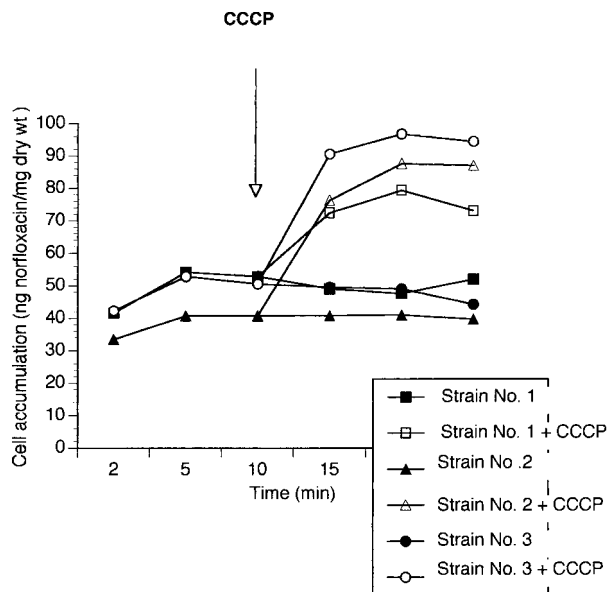 CCCP
Cell accumulation (ng norfloxacin/mg dry wt )
100
90
80
70
60
50
40
30
20
10
0
2 5 10 15
Time (min)
Strain No. 1
Strain No. 1 + CCCP
Strain No .2
Strain No. 2 + CCCP
Strain No. 3
Strain No. 3 + CCCP